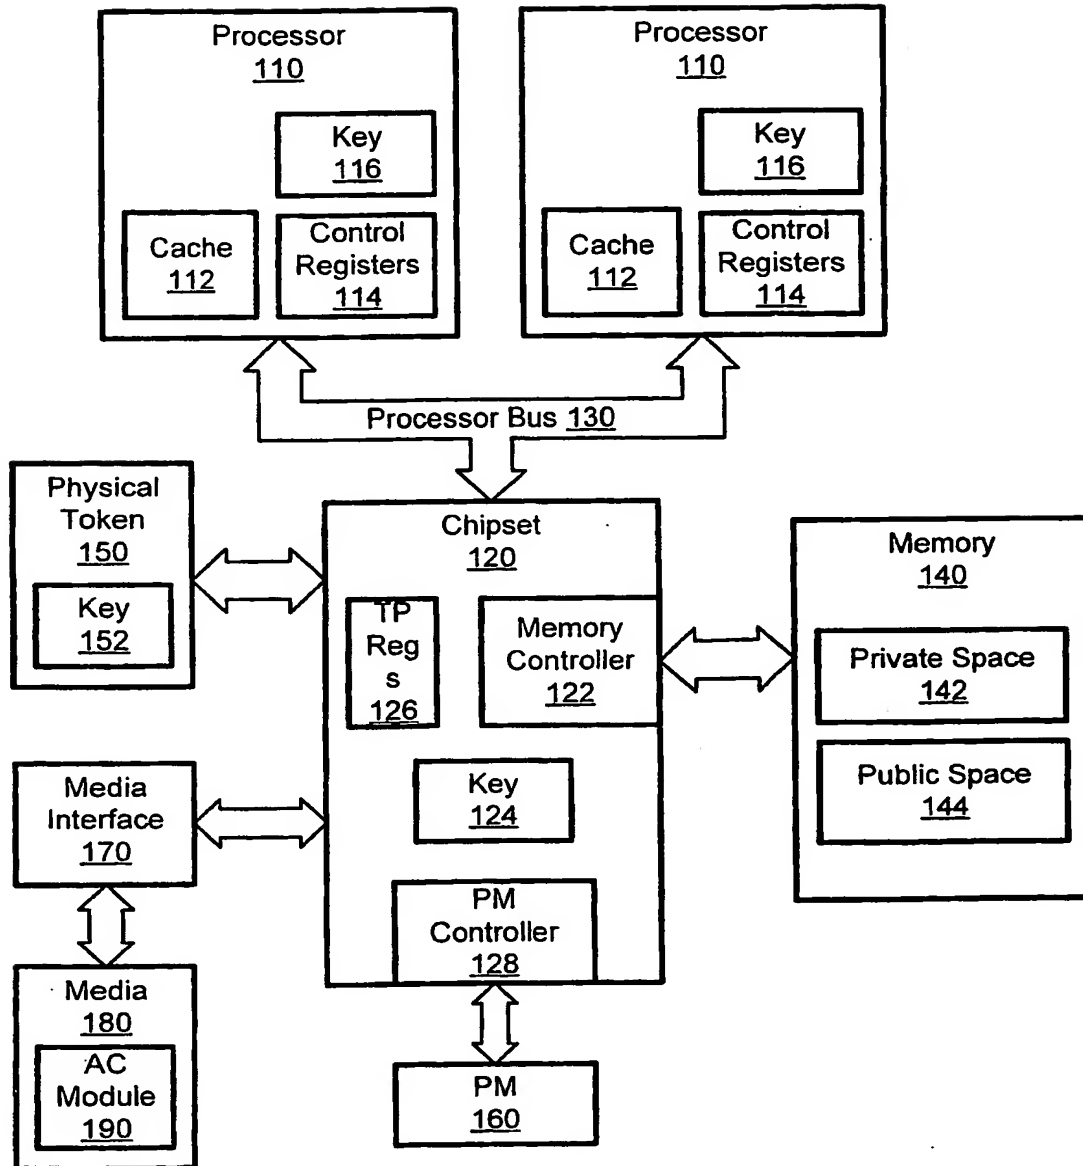 Processor
110
Key
116
Cache
112
Control
Registers
114
Processor
110
Key
116
Cache
112
Control
Registers
114
Processor Bus 130
Physical
Token
150
Key
152
Chipset
120
TP
Reg
s
126
Memory
Controller
122
Key
124
PM
Controller
128
Memory
140
Private Space
142
Public Space
144
Media
Interface
170
Media
180
AC
Module
190
PM
160